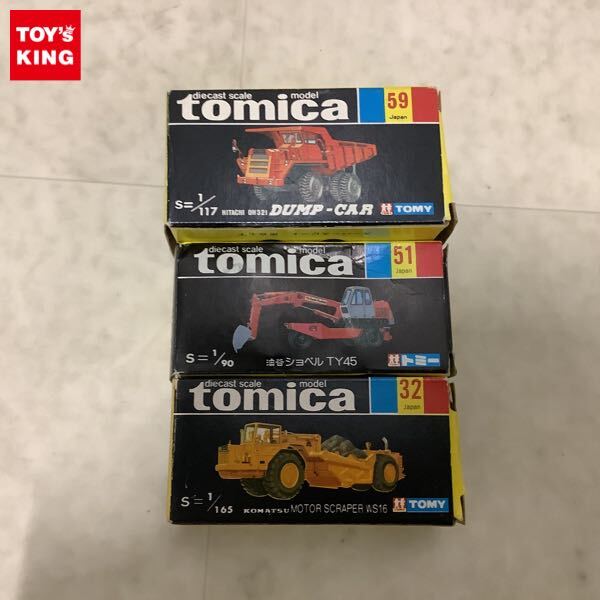 TOY's
KING
diecast scale model
tomica
59
Japan
S=1/117
HITACHI DH321
DUMP-CAR
TOMY
diecast scale model
tomica
51
Japan
S=1/90
油谷ショベル TY45
トミー
diecast scale model
tomica
32
Japan
S=1/165
KOMATSU MOTOR SCRAPER WS16
TOMY